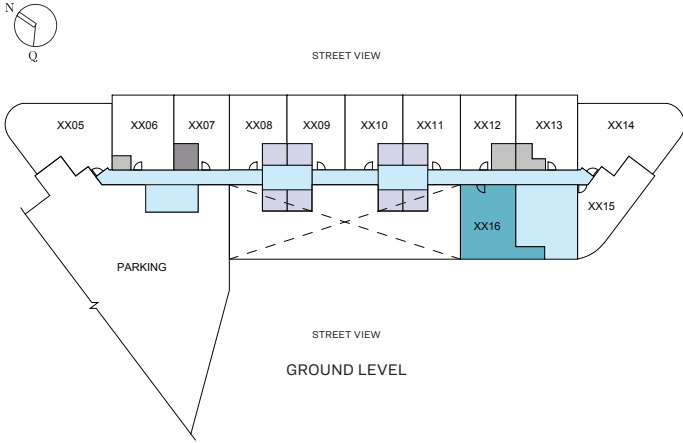 N
Q
STREET VIEW
XX05
XX06
XX07
XX08
XX09
XX10
XX11
XX12
XX13
XX14
XX15
XX16
PARKING
STREET VIEW
GROUND LEVEL